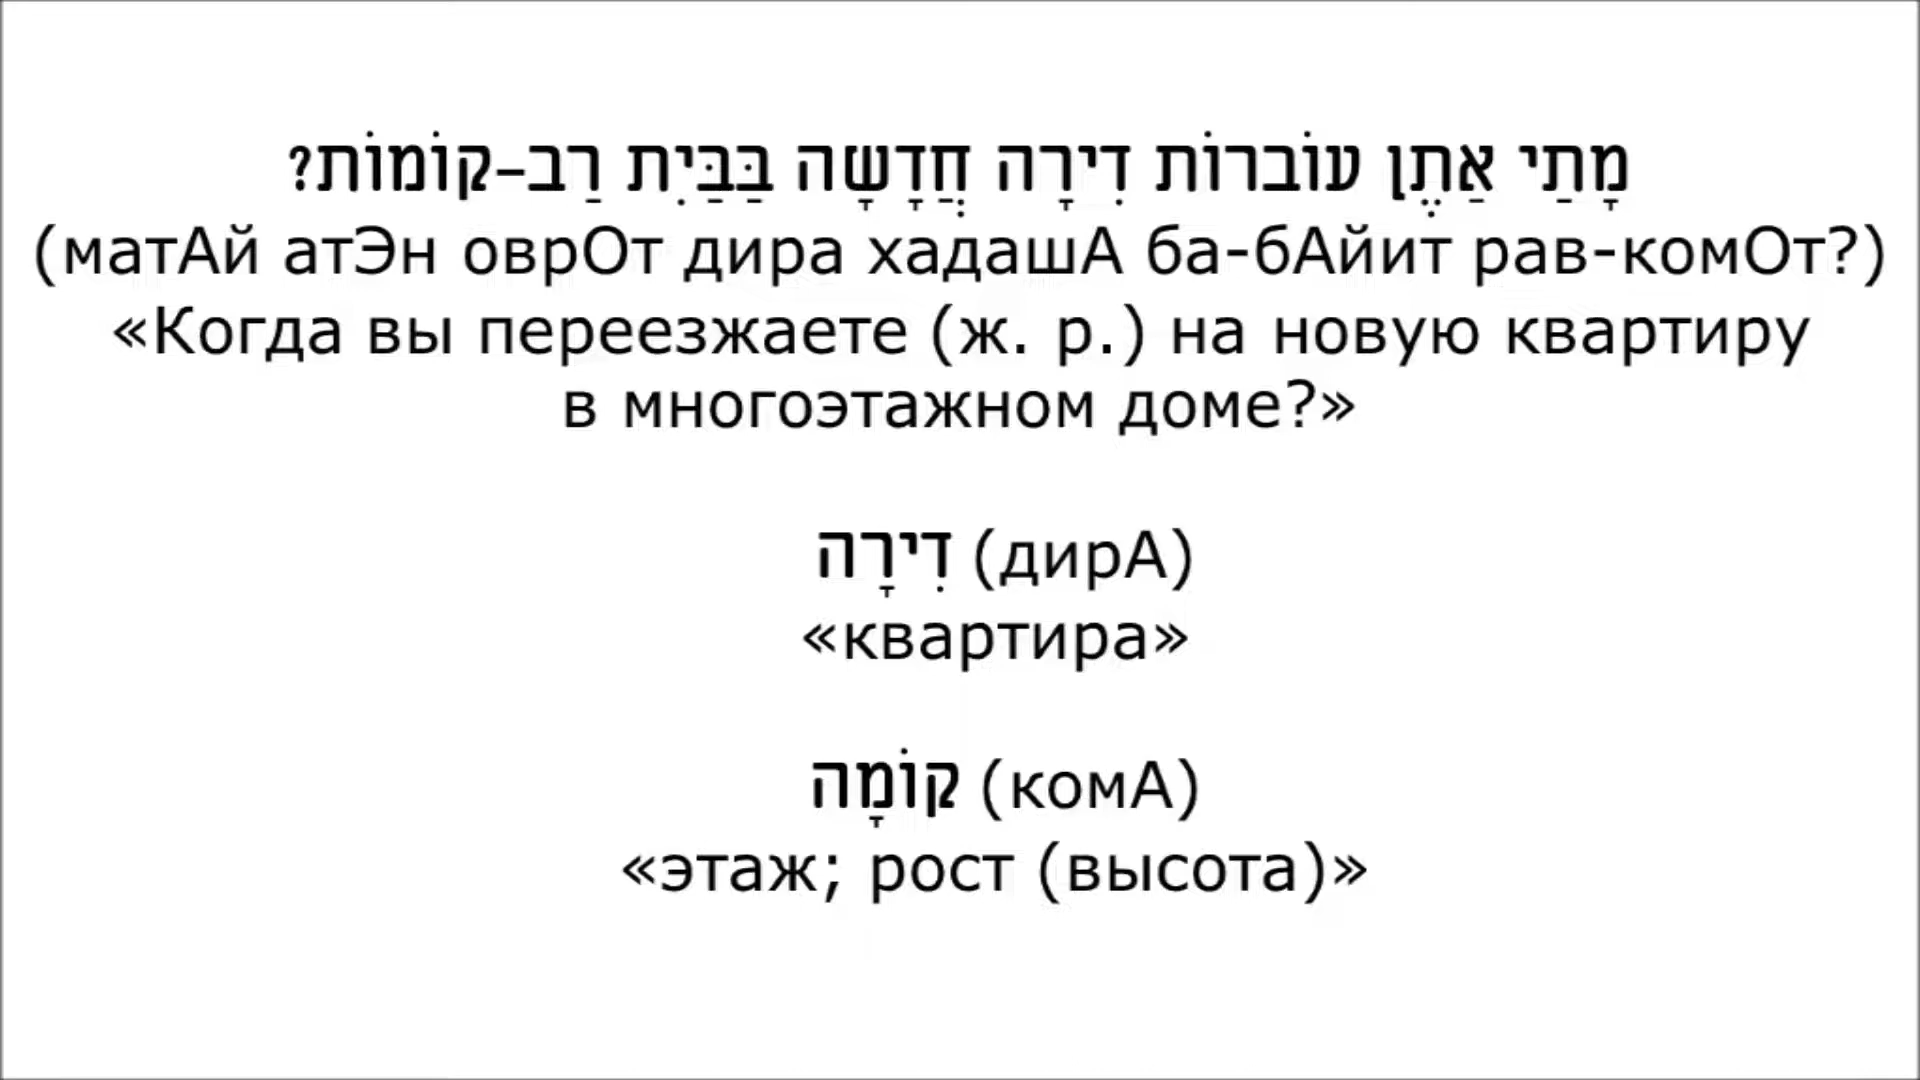 מָתַי אַתֶן עוֹברוֹת דִירָה חֲדָשָה בַּבַּיִת רַב–קוֹמוֹת?
(матАй атЭн оврОт дира хадашА ба-бАйит рав-комОт?)
«Когда вы переезжаете (ж. р.) на новую квартиру
в многоэтажном доме?»
דִירָה (дирА)
«квартира»
קוֹמָה (комА)
«этаж; рост (высота)»